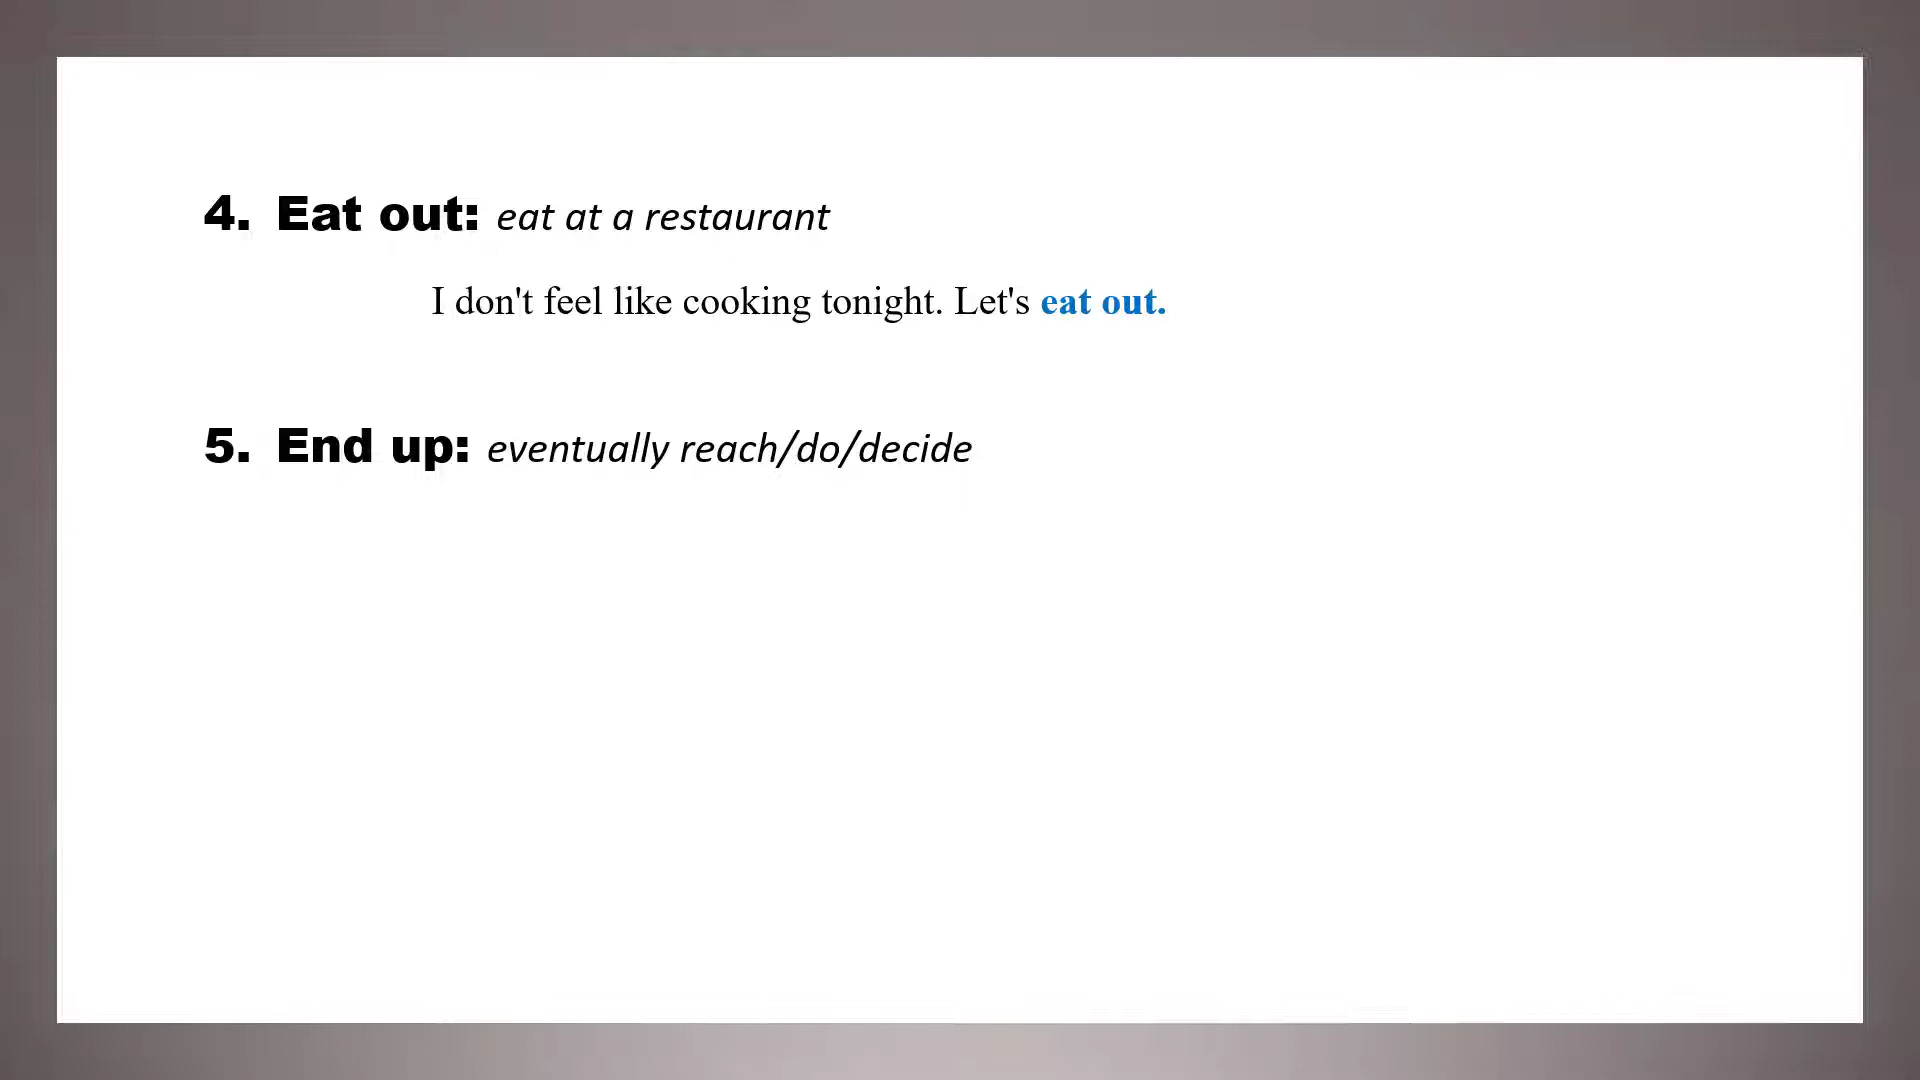 4. Eat out: eat at a restaurant
I don't feel like cooking tonight. Let's eat out.
5. End up: eventually reach/do/decide